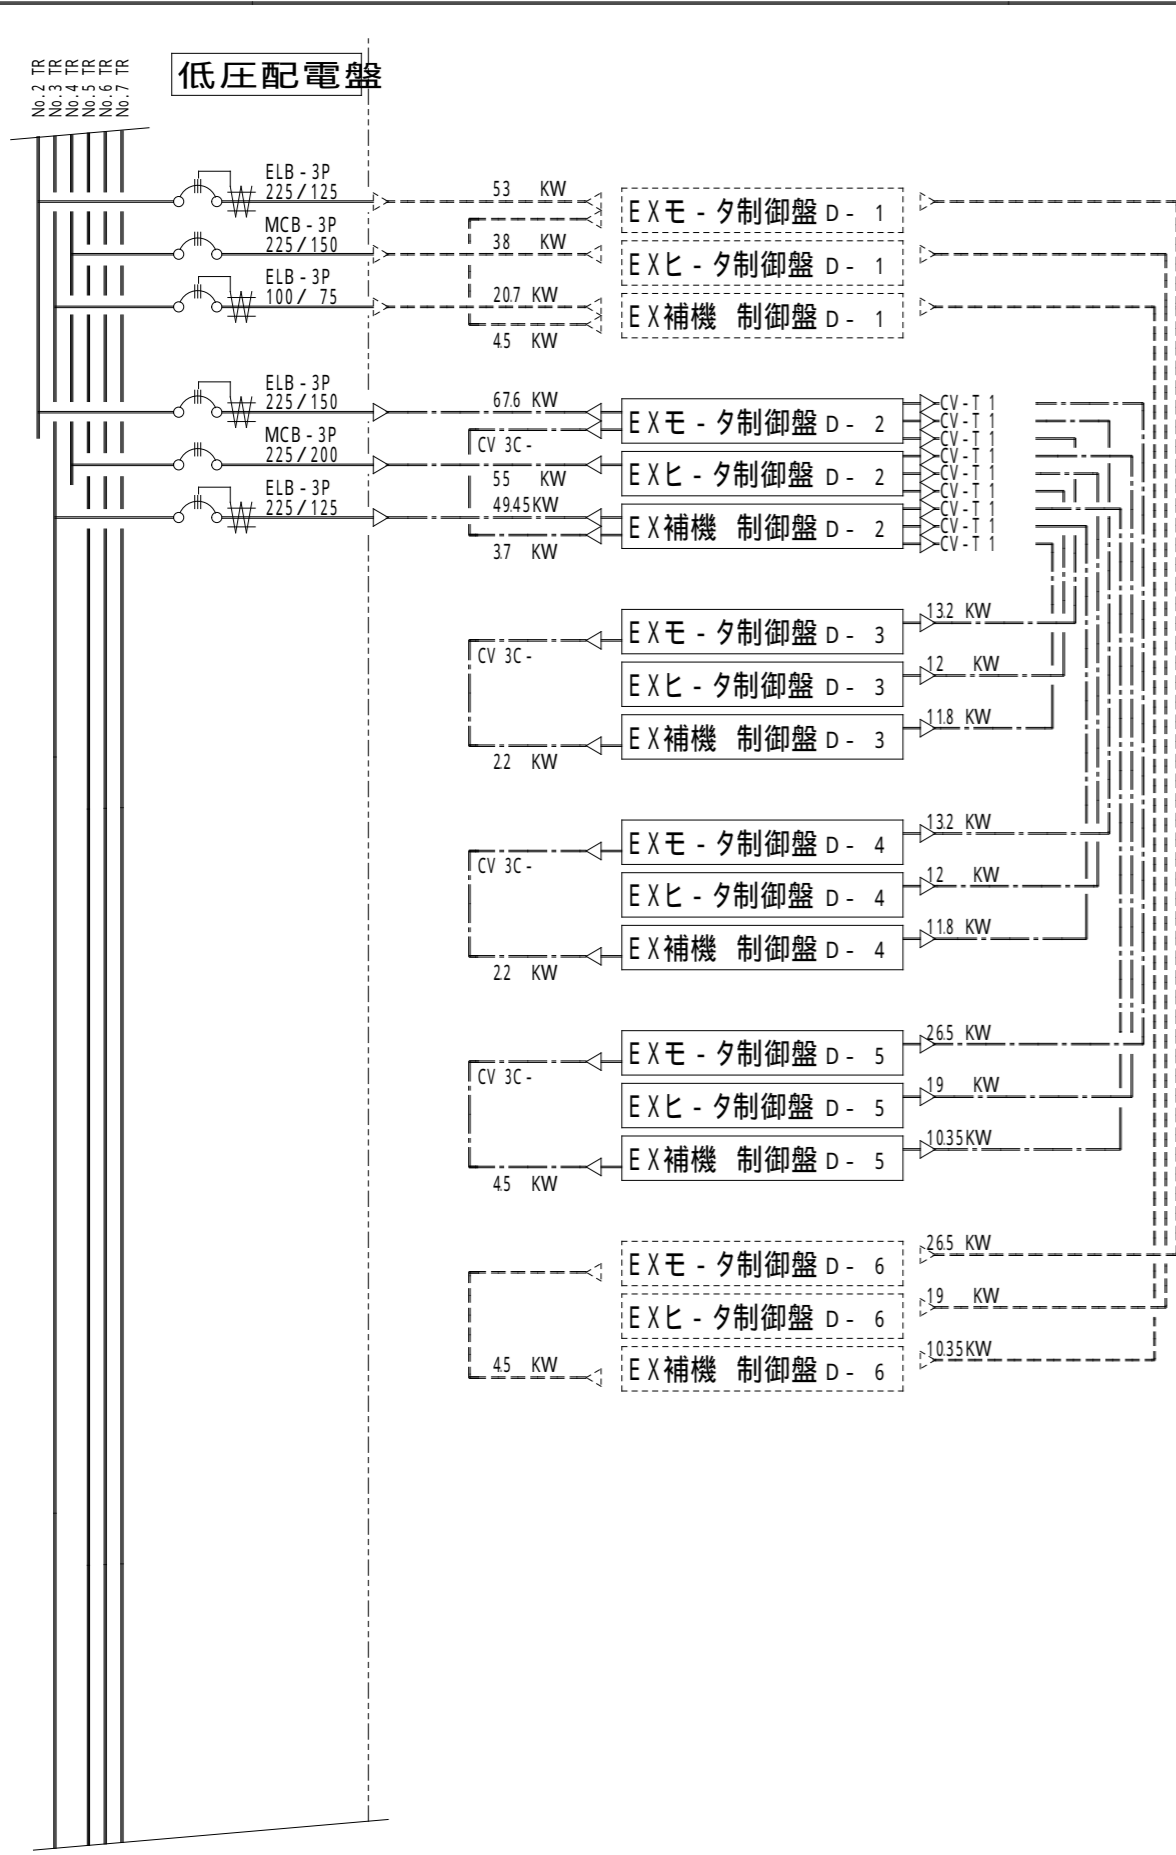 No.2 TR
No.3 TR
No.4 TR
No.5 TR
No.6 TR
No.7 TR
低圧配電盤
ELB-3P
225/125
53 KW
EXモ-タ制御盤 D- 1
MCB-3P
225/150
38 KW
EXヒ-タ制御盤 D- 1
ELB-3P
100/ 75
20.7 KW
EX補機 制御盤 D- 1
4.5 KW
ELB-3P
225/150
67.6 KW
EXモ-タ制御盤 D- 2
CV 3C-
MCB-3P
225/200
55 KW
EXヒ-タ制御盤 D- 2
ELB-3P
225/125
49.45KW
EX補機 制御盤 D- 2
3.7 KW
CV-T 1
CV-T 1
CV-T 1
CV-T 1
CV-T 1
CV-T 1
CV-T 1
CV-T 1
CV-T 1
EXモ-タ制御盤 D- 3
13.2 KW
CV 3C-
EXヒ-タ制御盤 D- 3
12 KW
EX補機 制御盤 D- 3
11.8 KW
2.2 KW
EXモ-タ制御盤 D- 4
13.2 KW
CV 3C-
EXヒ-タ制御盤 D- 4
12 KW
EX補機 制御盤 D- 4
11.8 KW
2.2 KW
EXモ-タ制御盤 D- 5
26.5 KW
CV 3C-
EXヒ-タ制御盤 D- 5
19 KW
EX補機 制御盤 D- 5
10.35KW
4.5 KW
EXモ-タ制御盤 D- 6
26.5 KW
EXヒ-タ制御盤 D- 6
19 KW
4.5 KW
EX補機 制御盤 D- 6
10.35KW